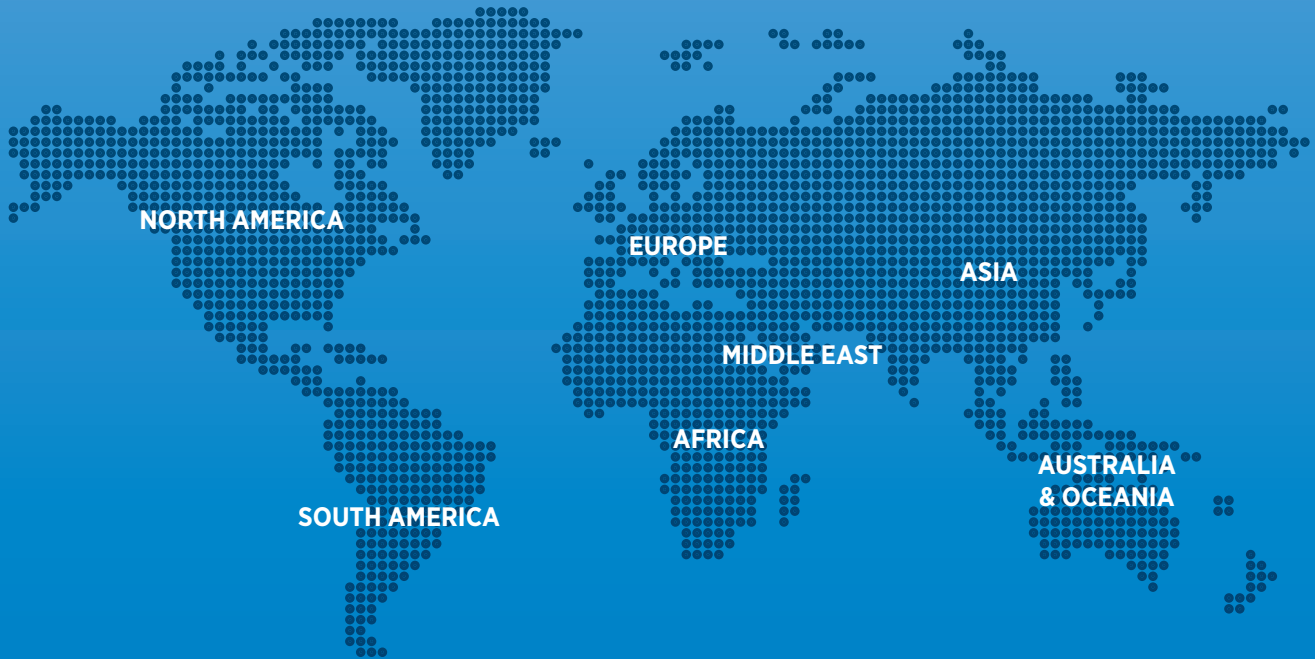 NORTH AMERICA
EUROPE
ASIA
MIDDLE EAST
AFRICA
AUSTRALIA
& OCEANIA
SOUTH AMERICA